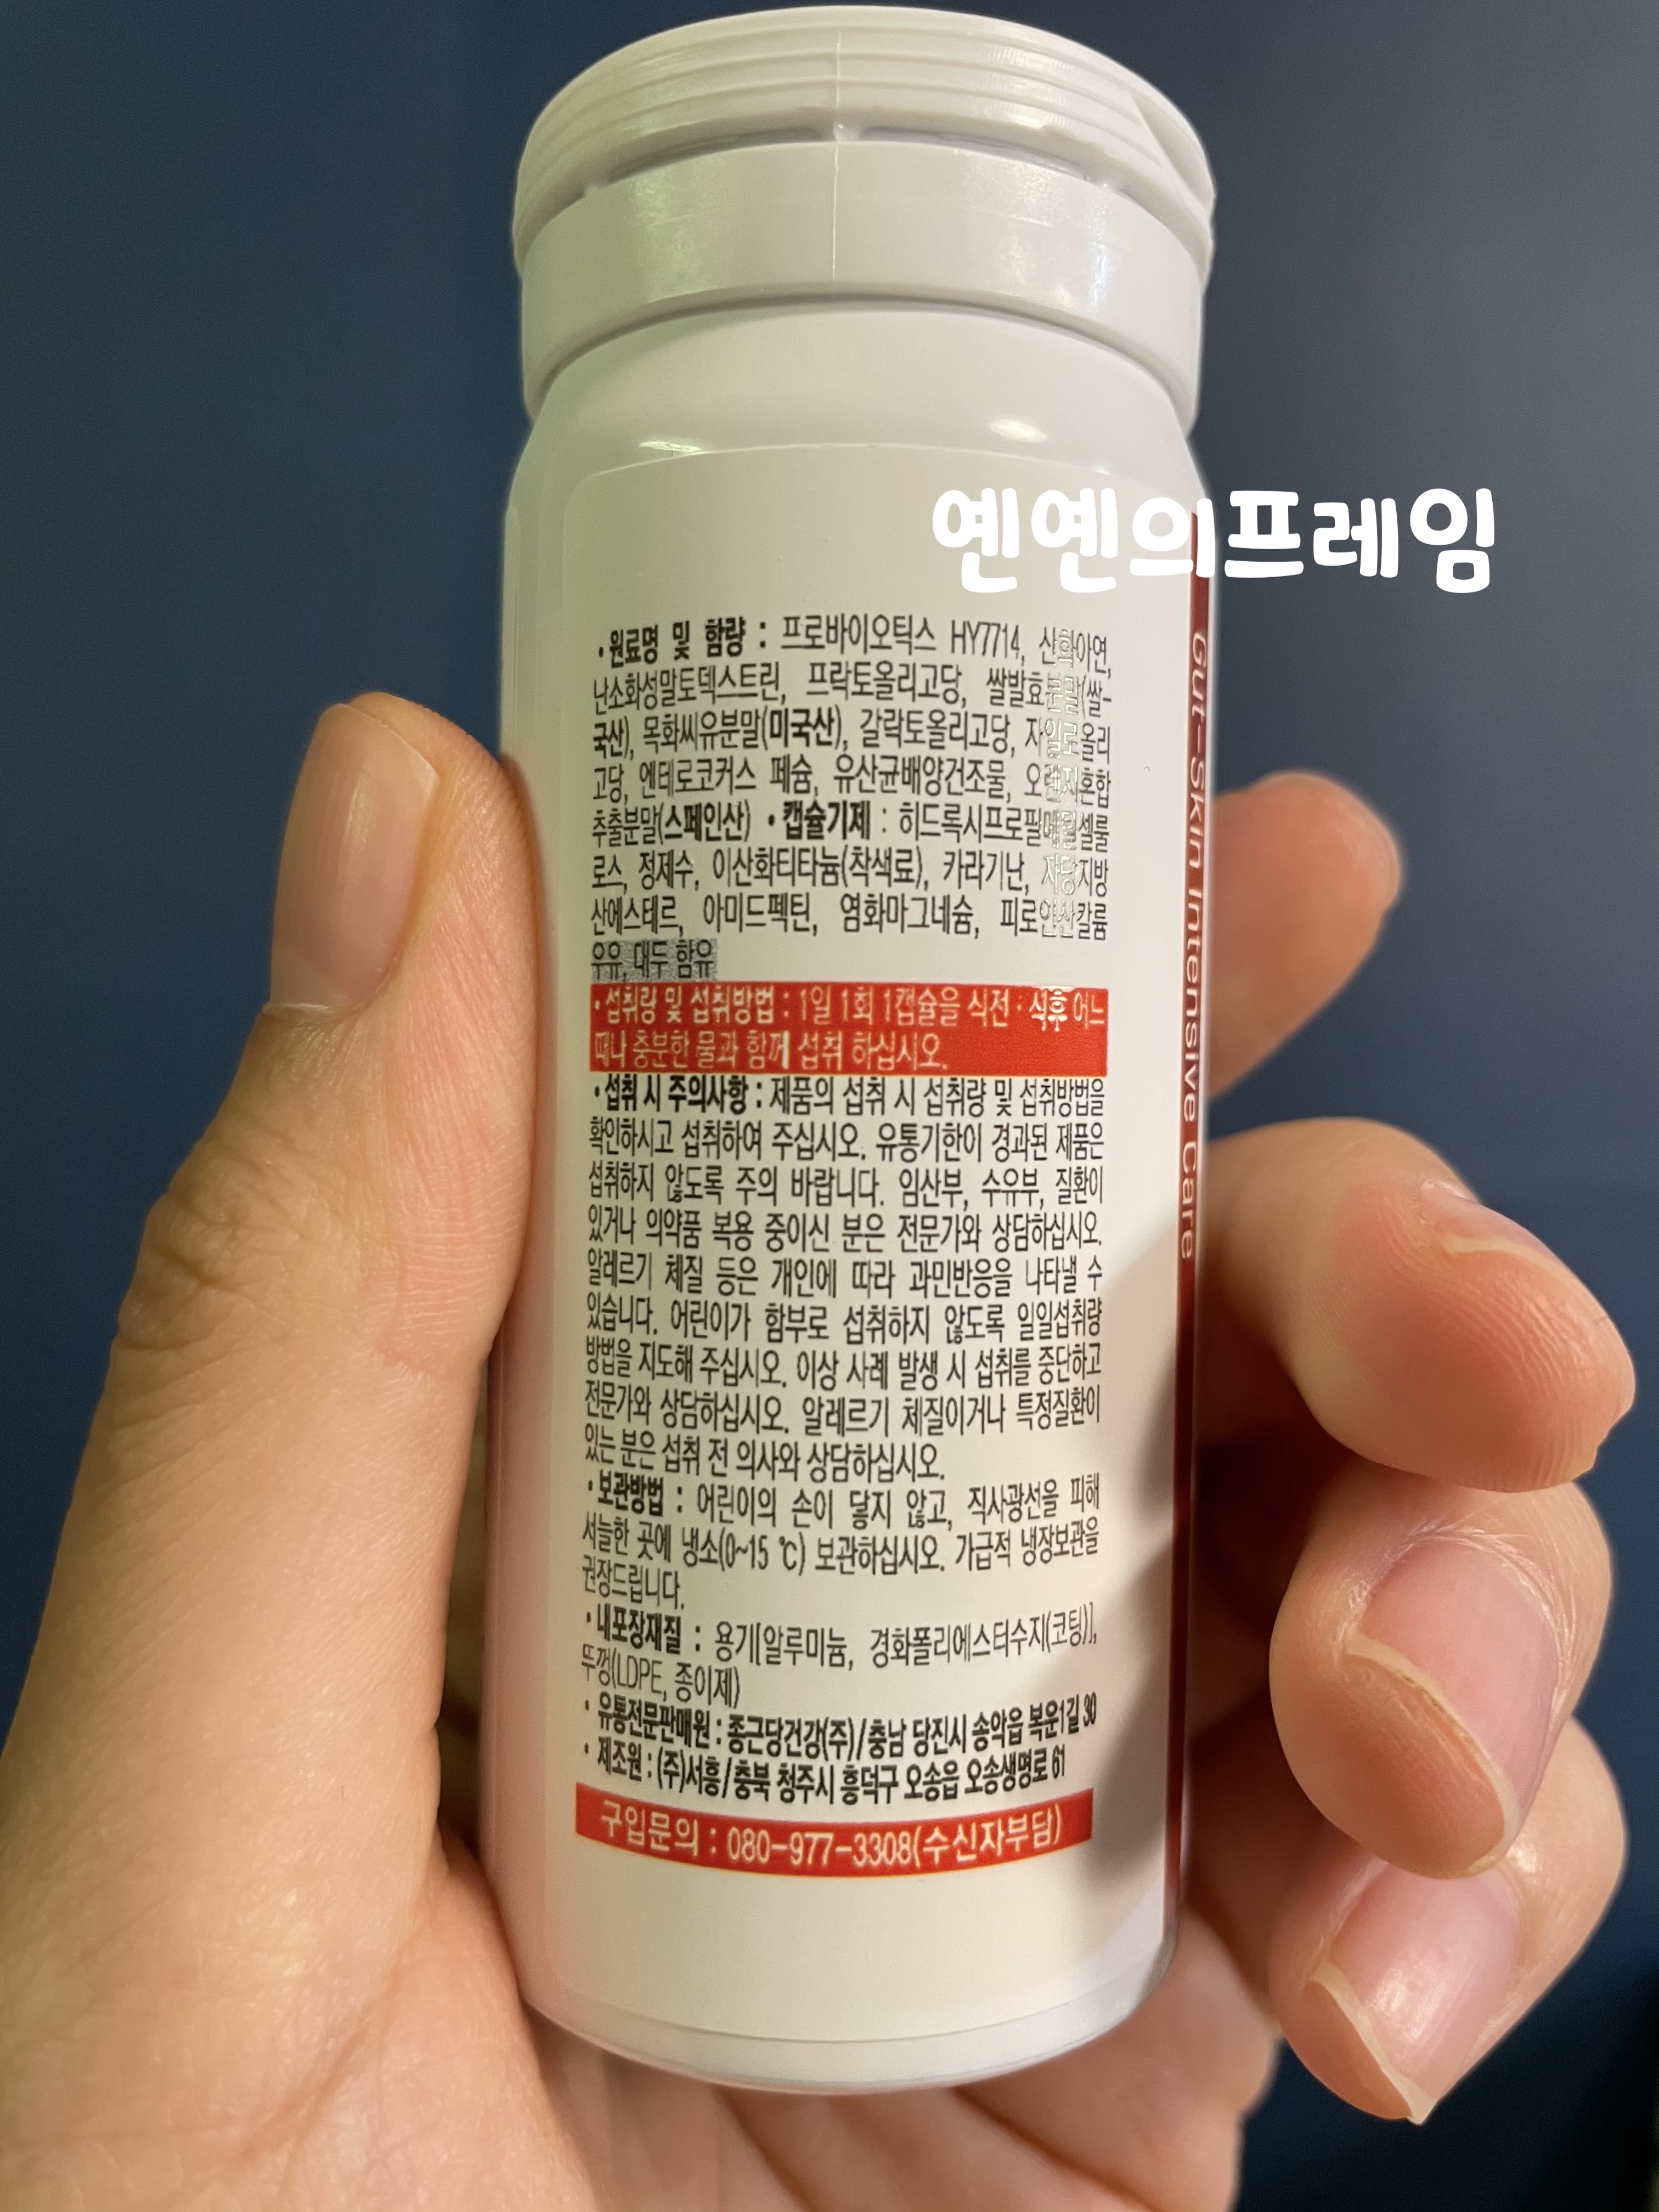 옌옌의프레임
• 원료명 및 함량 : 프로바이오틱스 HY7714, 산화아연,
난소화성말토덱스트린, 프락토올리고당, 쌀발효분말(쌀-
국산), 목화씨유분말(미국산), 갈락토올리고당, 자일로올리
고당, 엔테로코커스 페슘, 유산균배양건조물, 오렌지혼합
추출분말(스페인산) • 캡슐기제 : 히드록시프로필메틸셀룰
로스, 정제수, 이산화티타늄(착색료), 카라기난, 자당지방
산에스테르, 아미드펙틴, 염화마그네슘, 피로인산칼륨
우유, 대두 함유
• 섭취량 및 섭취방법 : 1일 1회 1캡슐을 식전 · 식후 어느
때나 충분한 물과 함께 섭취 하십시오.
• 섭취 시 주의사항 : 제품의 섭취 시 섭취량 및 섭취방법을
확인하시고 섭취하여 주십시오. 유통기한이 경과된 제품은
섭취하지 않도록 주의 바랍니다. 임산부, 수유부, 질환이
있거나 의약품 복용 중이신 분은 전문가와 상담하십시오.
알레르기 체질 등은 개인에 따라 과민반응을 나타낼 수
있습니다. 어린이가 함부로 섭취하지 않도록 일일섭취량
방법을 지도해 주십시오. 이상 사례 발생 시 섭취를 중단하고
전문가와 상담하십시오. 알레르기 체질이거나 특정질환이
있는 분은 섭취 전 의사와 상담하십시오.
• 보관방법 : 어린이의 손이 닿지 않고, 직사광선을 피해
서늘한 곳에 냉소(0~15 ℃) 보관하십시오. 가급적 냉장보관을
권장드립니다.
• 내포장재질 : 용기[알루미늄, 경화폴리에스터수지(코팅)],
뚜껑(LDPE, 종이제)
• 유통전문판매원 : 종근당건강(주)/충남 당진시 송악읍 복운1길 30
• 제조원 : (주)서흥/충북 청주시 흥덕구 오송읍 오송생명로 61
구입문의 : 080-977-3308(수신자부담)
Gut-Skin Intensive Care